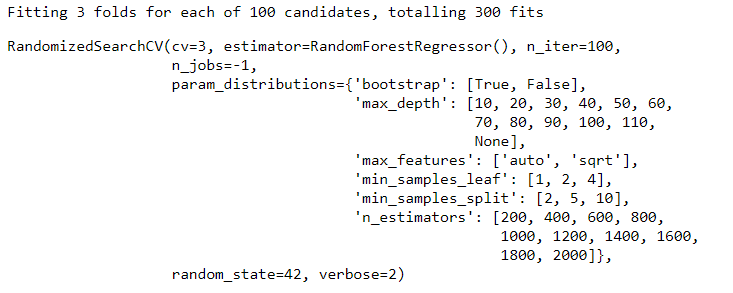 Fitting 3 folds for each of 100 candidates, totalling 300 fits
RandomizedSearchCV(cv=3, estimator=RandomForestRegressor(), n_iter=100,
                   n_jobs=-1,
                   param_distributions={'bootstrap': [True, False],
                                        'max_depth': [10, 20, 30, 40, 50, 60,
                                                      70, 80, 90, 100, 110,
                                                      None],
                                        'max_features': ['auto', 'sqrt'],
                                        'min_samples_leaf': [1, 2, 4],
                                        'min_samples_split': [2, 5, 10],
                                        'n_estimators': [200, 400, 600, 800,
                                                         1000, 1200, 1400, 1600,
                                                         1800, 2000]},
                   random_state=42, verbose=2)